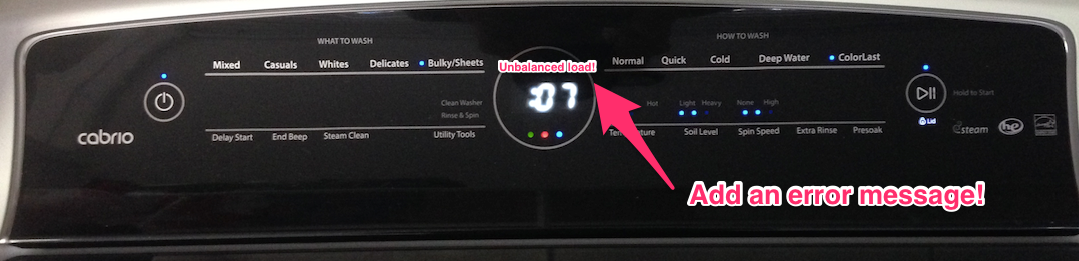 WHAT TO WASH
HOW TO WASH
Mixed Casuals Whites Delicates Bulky/Sheets
Unbalanced load!
Normal Quick Cold Deep Water ColorLast
:07
Clean Washer
Rinse & Spin
Hot Light Heavy None High
Hold to Start
Lid
cabrio
Delay Start End Beep Steam Clean Utility Tools
Soil Level Spin Speed Extra Rinse Presoak
steam
Add an error message!